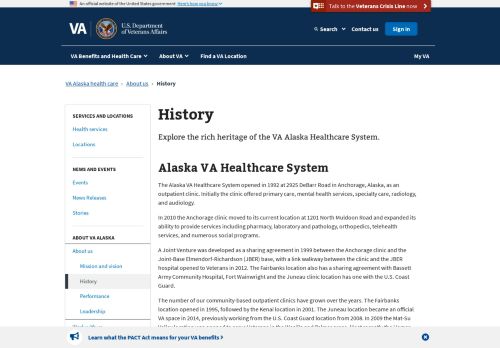 An official website of the United States government Here's how you know
Talk to the Veterans Crisis Line now
VA
U.S. Department
of Veterans Affairs
Search
Contact us
Sign in
VA Benefits and Health Care
About VA
Find a VA Location
My VA
VA Alaska health care › About us › History
SERVICES AND LOCATIONS
Health services
Locations
NEWS AND EVENTS
Events
News Releases
Stories
ABOUT VA ALASKA
About us
Mission and vision
History
Performance
Leadership
History
Explore the rich heritage of the VA Alaska Healthcare System.
Alaska VA Healthcare System
The Alaska VA Healthcare System opened in 1992 at 2925 DeBarr Road in Anchorage, Alaska, as an
outpatient clinic. Initially the clinic offered primary care, mental health services, specialty care, radiology,
and audiology.
In 2010 the Anchorage clinic moved to its current location at 1201 North Muldoon Road and expanded its
ability to provide services including pharmacy, laboratory and pathology, orthopedics, telehealth
services, and numerous social programs.
A Joint Venture was developed as a sharing agreement in 1999 between the Anchorage clinic and the
Joint-Base Elmendorf-Richardson (JBER) base, with a link walkway between the clinic and the JBER
hospital opened to Veterans in 2012. The Fairbanks location also has a sharing agreement with Bassett
Army Community Hospital, Fort Wainwright and the Juneau clinic location has one with the U.S. Coast
Guard.
The number of our community-based outpatient clinics have grown over the years. The Fairbanks
location opened in 1995, followed by the Kenai location in 2001. The Juneau location became an official
VA space in 2014, previously working from the U.S. Coast Guard location from 2008. In 2009 the Mat-Su
Learn what the PACT Act means for your VA benefits